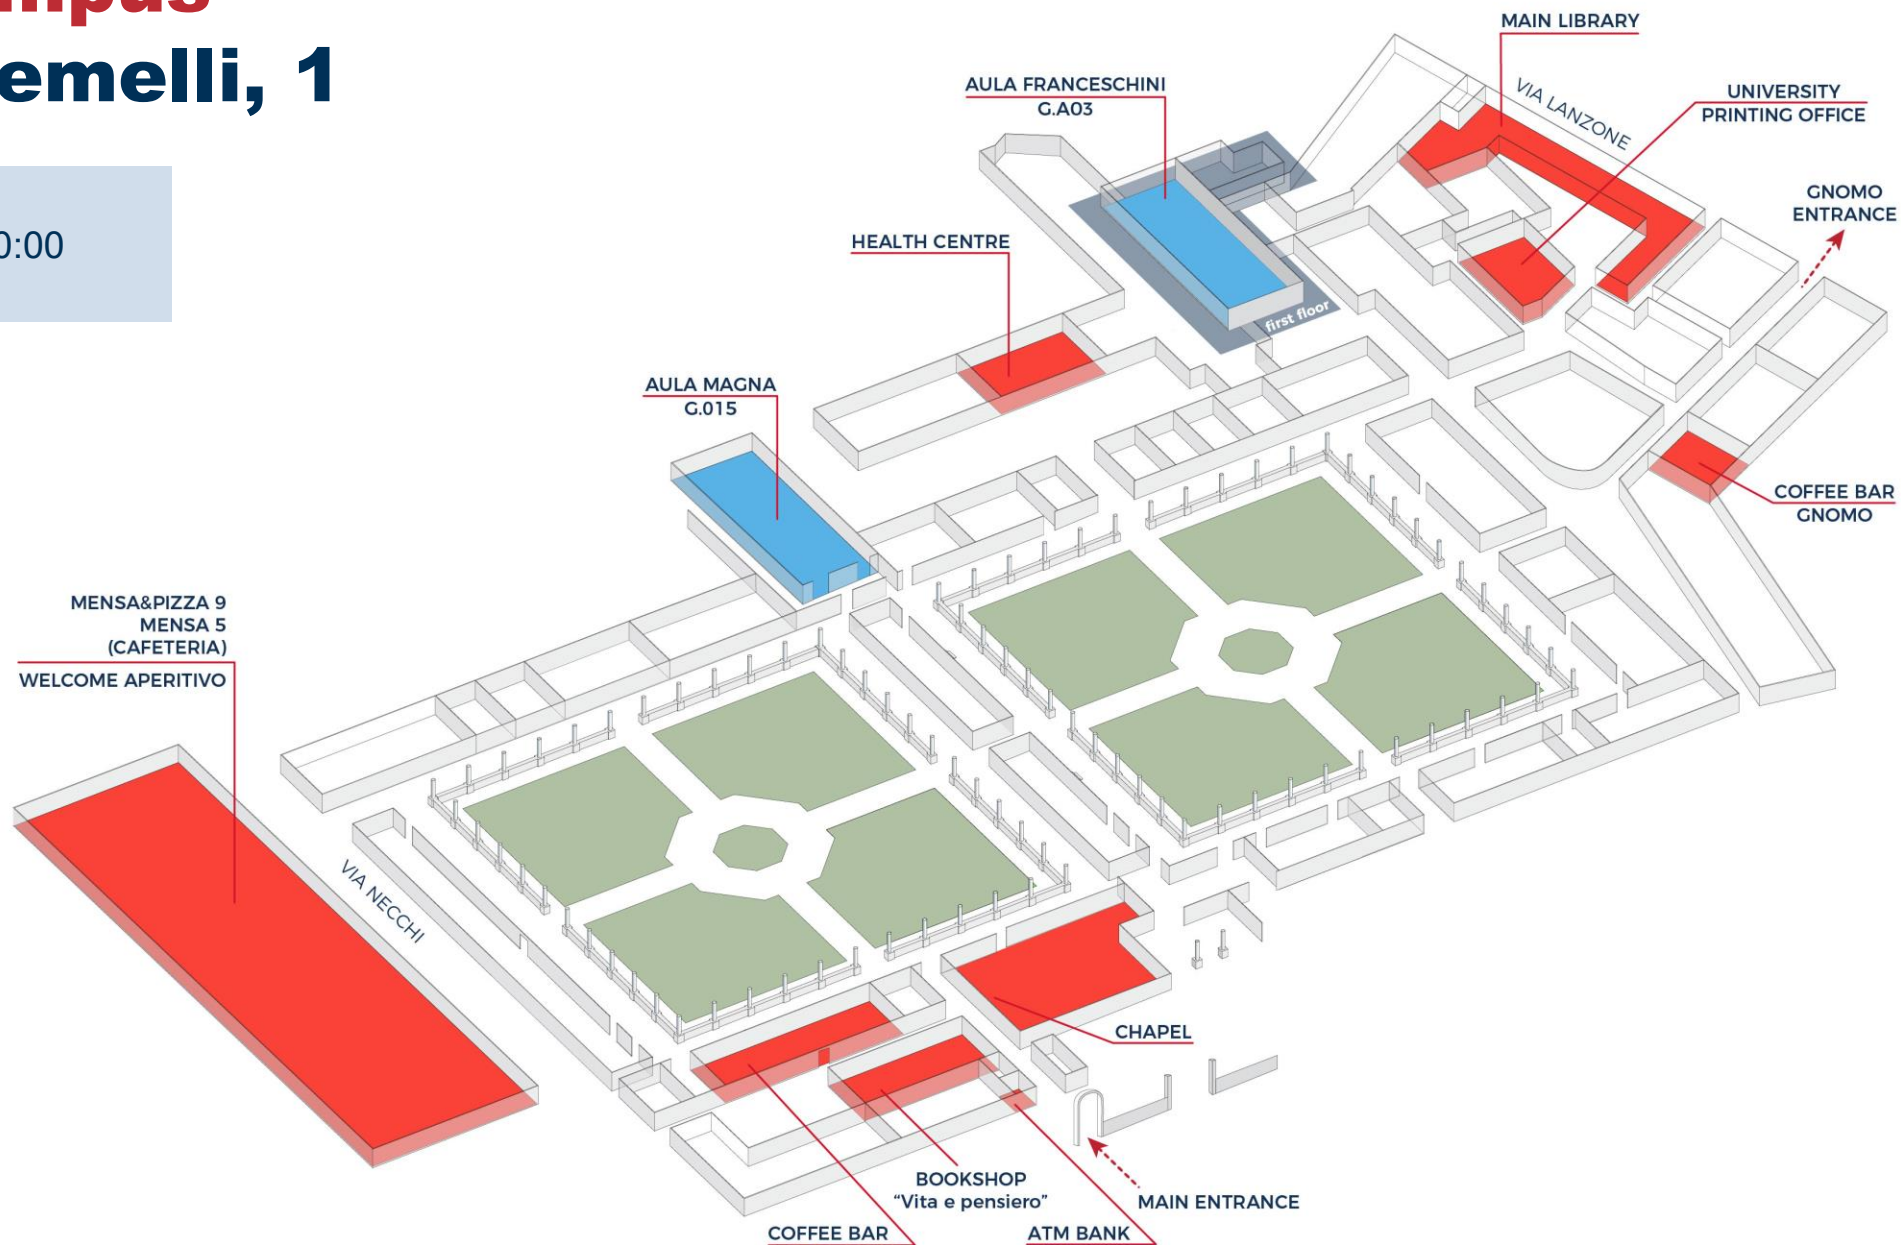 mpus
emelli, 1
0:00
MAIN LIBRARY
VIA LANZONE
UNIVERSITY
PRINTING OFFICE
AULA FRANCESCHINI
G.A03
GNOMO
ENTRANCE
HEALTH CENTRE
first floor
AULA MAGNA
G.015
COFFEE BAR
GNOMO
MENSA&PIZZA 9
MENSA 5
(CAFETERIA)
WELCOME APERITIVO
VIA NECCHI
CHAPEL
BOOKSHOP
“Vita e pensiero”
MAIN ENTRANCE
COFFEE BAR
ATM BANK